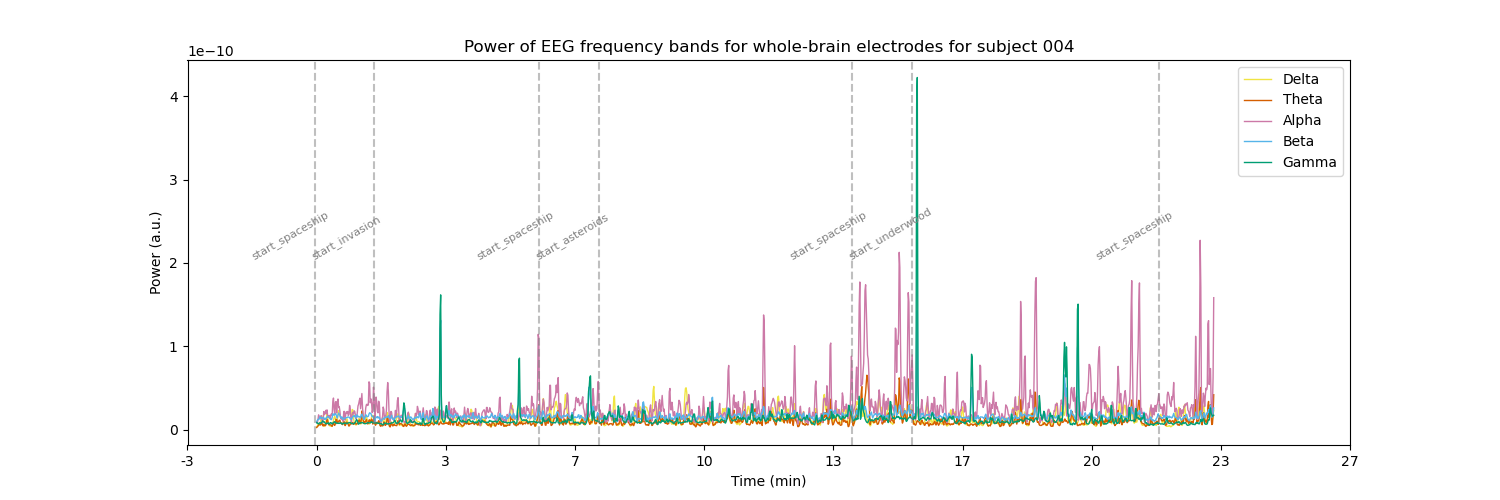 Power of EEG frequency bands for whole-brain electrodes for subject 004
1e−10
Delta
Theta
Alpha
Beta
Gamma
4
3
2
1
0
Power (a.u.)
start_spaceship
start_invasion
start_spaceship
start_asteroids
start_spaceship
start_underwood
start_spaceship
-3 0 3 7 10 13 17 20 23 27
Time (min)